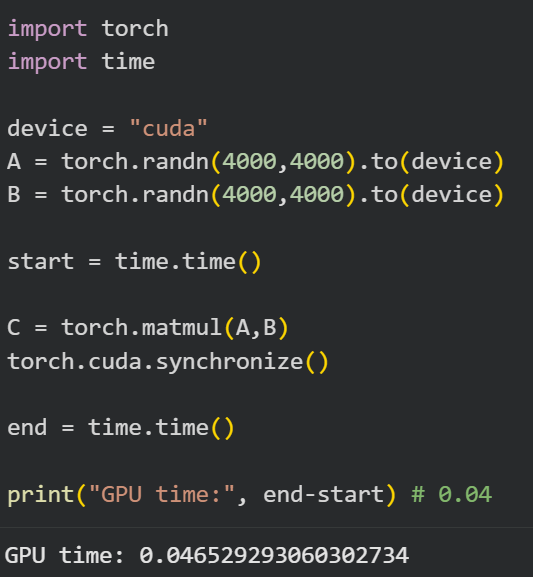 import torch
import time
device = "cuda"
A = torch.randn(4000,4000).to(device)
B = torch.randn(4000,4000).to(device)
start = time.time()
C = torch.matmul(A,B)
torch.cuda.synchronize()
end = time.time()
print("GPU time:", end-start) # 0.04
GPU time: 0.046529293060302734